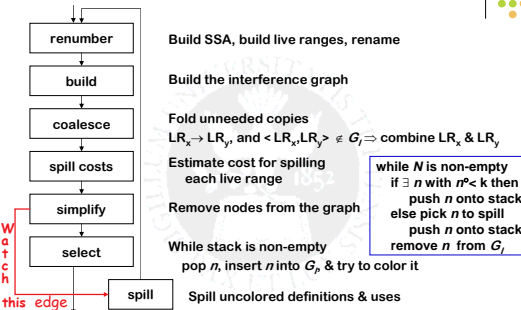 renumber
Build SSA, build live ranges, rename
build
Build the interference graph
coalesce
Fold unneeded copies
LRx → LRy, and < LRx,LRy> ∉ GI ⇒ combine LRx & LRy
spill costs
Estimate cost for spilling
each live range
simplify
Remove nodes from the graph
while N is non-empty
if ∃ n with n°< k then
push n onto stack
else pick n to spill
push n onto stack
remove n from GI
select
While stack is non-empty
pop n, insert n into GI, & try to color it
spill
Spill uncolored definitions & uses
Watch
this edge
1852